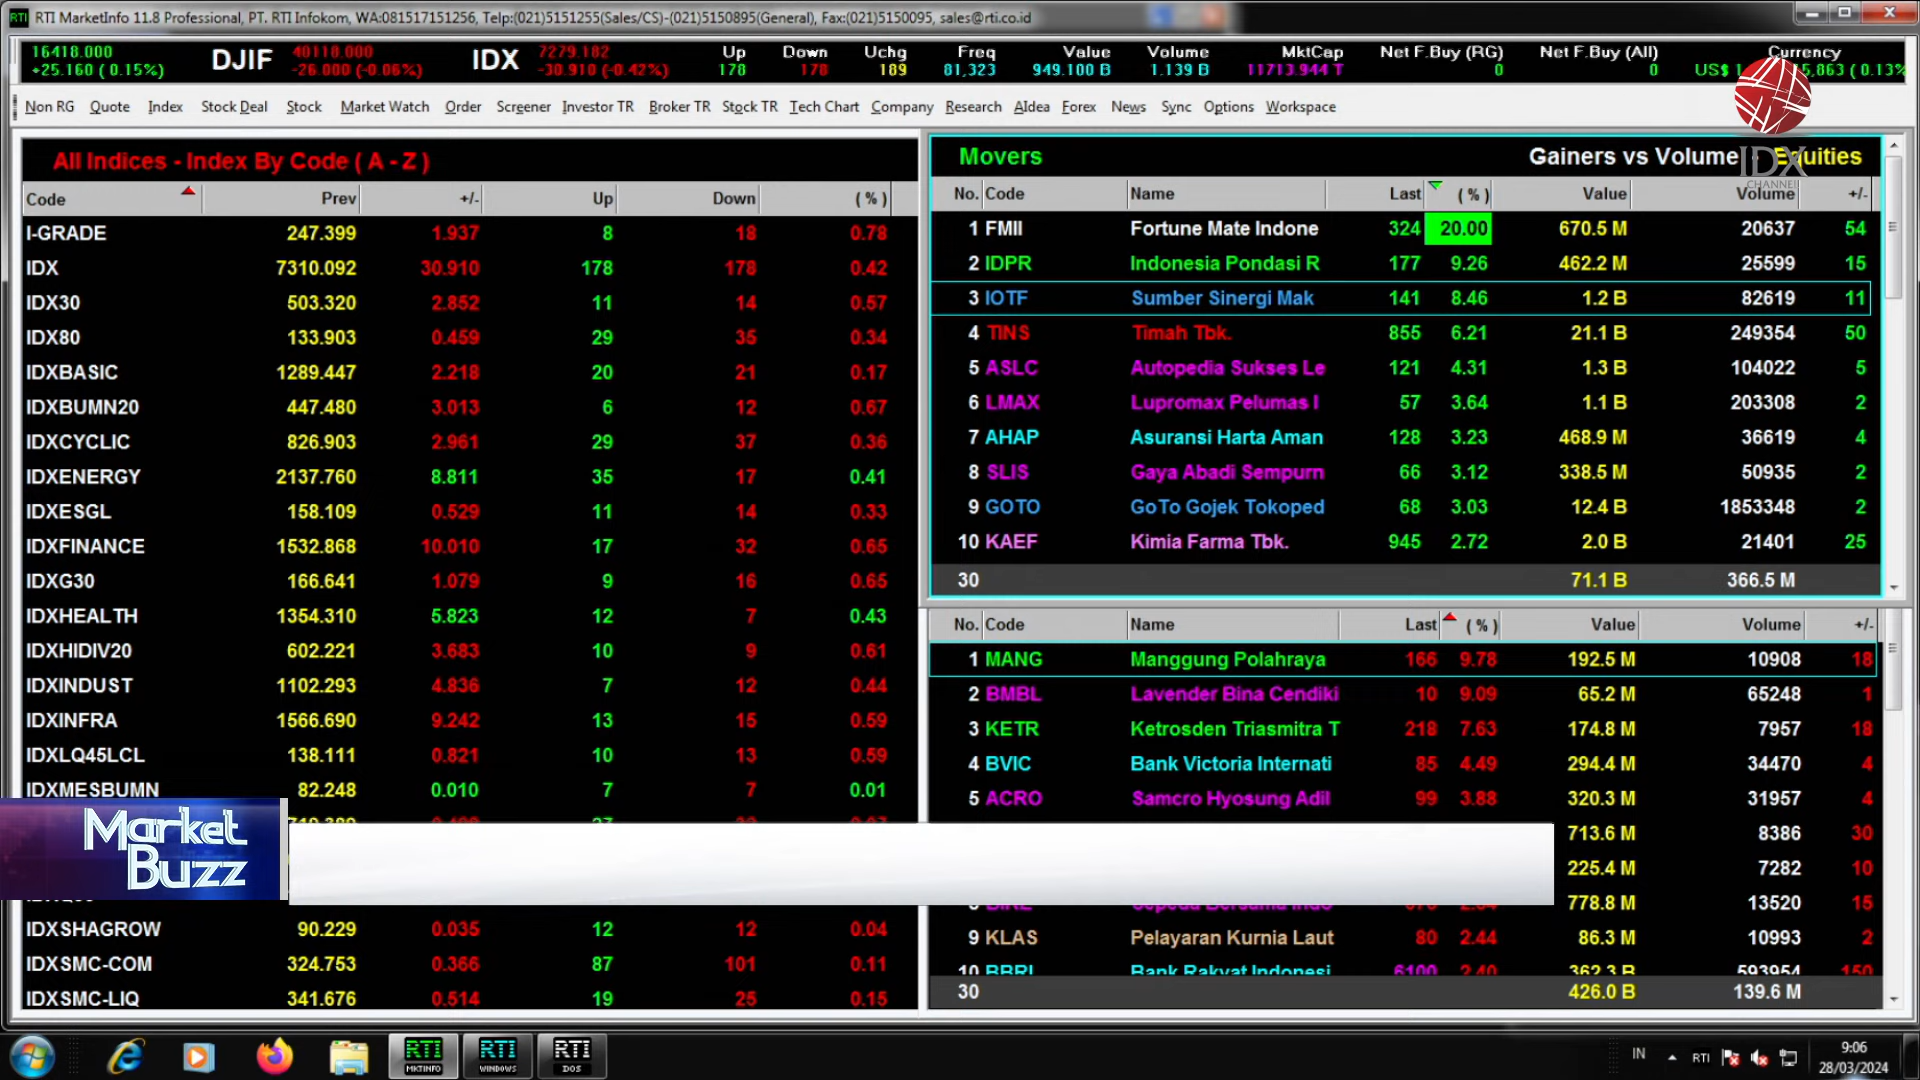 RTI MarketInfo 11.8 Professional, PT. RTI Infokom, WA:081517151256, Telp:(021)5151255(Sales/CS)-(021)5150895(General), Fax:(021)5150095, sales@rti.co.id
16418.000 DJIF 40118.000 IDX 7279.182 Up Down Uchg Freq Value Volume MktCap Net F.Buy (RG) Net F.Buy (All) Currency
+25.160 ( 0.15%) -26.000 (-0.06%) -30.910 (-0.42%) 178 178 189 81,323 949.100 B 1.139 B 11713.944 T 0 0 US$ 5,863 ( 0.13%
Non RG Quote Index Stock Deal Stock Market Watch Order Screener Investor TR Broker TR Stock TR Tech Chart Company Research AIdea Forex News Sync Options Workspace
IDX
CHANNEL
All Indices - Index By Code ( A - Z )
Code Prev +/- Up Down ( % )
I-GRADE 247.399 1.937 8 18 0.78
IDX 7310.092 30.910 178 178 0.42
IDX30 503.320 2.852 11 14 0.57
IDX80 133.903 0.459 29 35 0.34
IDXBASIC 1289.447 2.218 20 21 0.17
IDXBUMN20 447.480 3.013 6 12 0.67
IDXCYCLIC 826.903 2.961 29 37 0.36
IDXENERGY 2137.760 8.811 35 17 0.41
IDXESGL 158.109 0.529 11 14 0.33
IDXFINANCE 1532.868 10.010 17 32 0.65
IDXG30 166.641 1.079 9 16 0.65
IDXHEALTH 1354.310 5.823 12 7 0.43
IDXHIDIV20 602.221 3.683 10 9 0.61
IDXINDUST 1102.293 4.836 7 12 0.44
IDXINFRA 1566.690 9.242 13 15 0.59
IDXLQ45LCL 138.111 0.821 10 13 0.59
IDXMESBUMN 82.248 0.010 7 7 0.01
IDXSHAGROW 90.229 0.035 12 12 0.04
IDXSMC-COM 324.753 0.366 87 101 0.11
IDXSMC-LIQ 341.676 0.514 19 25 0.15
Movers Gainers vs Volume - Equities
No. Code Name Last ( % ) Value Volume +/-
1 FMII Fortune Mate Indone 324 20.00 670.5 M 20637 54
2 IDPR Indonesia Pondasi R 177 9.26 462.2 M 25599 15
3 IOTF Sumber Sinergi Mak 141 8.46 1.2 B 82619 11
4 TINS Timah Tbk. 855 6.21 21.1 B 249354 50
5 ASLC Autopedia Sukses Le 121 4.31 1.3 B 104022 5
6 LMAX Lupromax Pelumas I 57 3.64 1.1 B 203308 2
7 AHAP Asuransi Harta Aman 128 3.23 468.9 M 36619 4
8 SLIS Gaya Abadi Sempurn 66 3.12 338.5 M 50935 2
9 GOTO GoTo Gojek Tokoped 68 3.03 12.4 B 1853348 2
10 KAEF Kimia Farma Tbk. 945 2.72 2.0 B 21401 25
30 71.1 B 366.5 M
No. Code Name Last ( % ) Value Volume +/-
1 MANG Manggung Polahraya 166 9.78 192.5 M 10908 18
2 BMBL Lavender Bina Cendiki 10 9.09 65.2 M 65248 1
3 KETR Ketrosden Triasmitra T 218 7.63 174.8 M 7957 18
4 BVIC Bank Victoria Internati 85 4.49 294.4 M 34470 4
5 ACRO Samcro Hyosung Adil 99 3.88 320.3 M 31957 4
713.6 M 8386 30
225.4 M 7282 10
778.8 M 13520 15
9 KLAS Pelayaran Kurnia Laut 80 2.44 86.3 M 10993 2
10 BBRI Bank Rakyat Indonesi 6100 2.40 362.3 B 593954 150
30 426.0 B 139.6 M
Market
Buzz
RTI MKTINFO RTI WINDOWS RTI DOS
IN RTI 9:06
28/03/2024